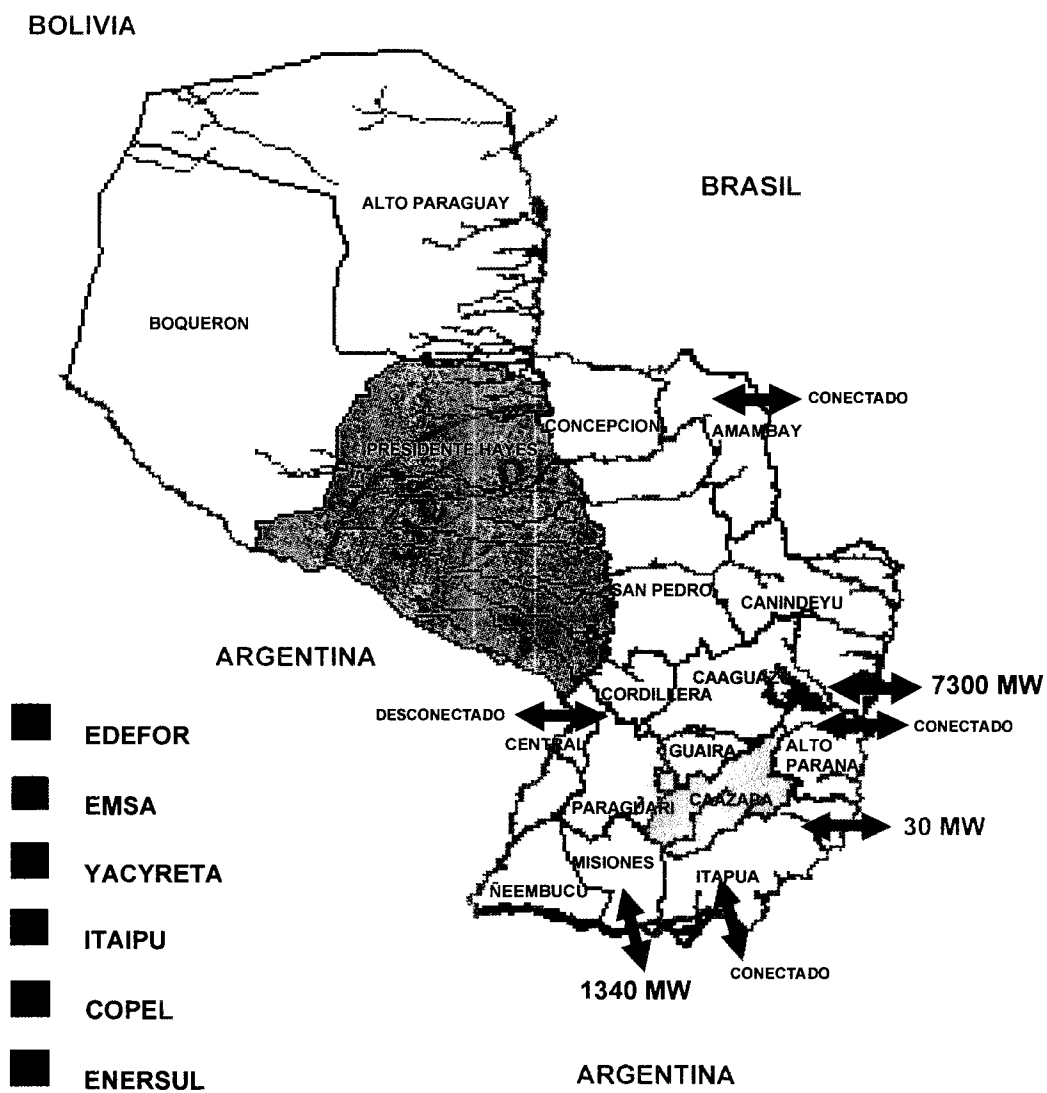 BOLIVIA
BRASIL
ALTO PARAGUAY
BOQUERON
CONECTADO
CONCEPCION
AMAMBAY
PRESIDENTE HAYES
SAN PEDRO
CANINDEYU
ARGENTINA
CAAGUAZU
7300 MW
CORDILLERA
DESCONECTADO
CONECTADO
CENTRAL
GUAIRA
ALTO
PARANA
PARAGUARI
CAAZAPA
30 MW
MISIONES
ITAPUA
ÑEEMBUCU
CONECTADO
1340 MW
ARGENTINA
EDEFOR
EMSA
YACYRETA
ITAIPU
COPEL
ENERSUL